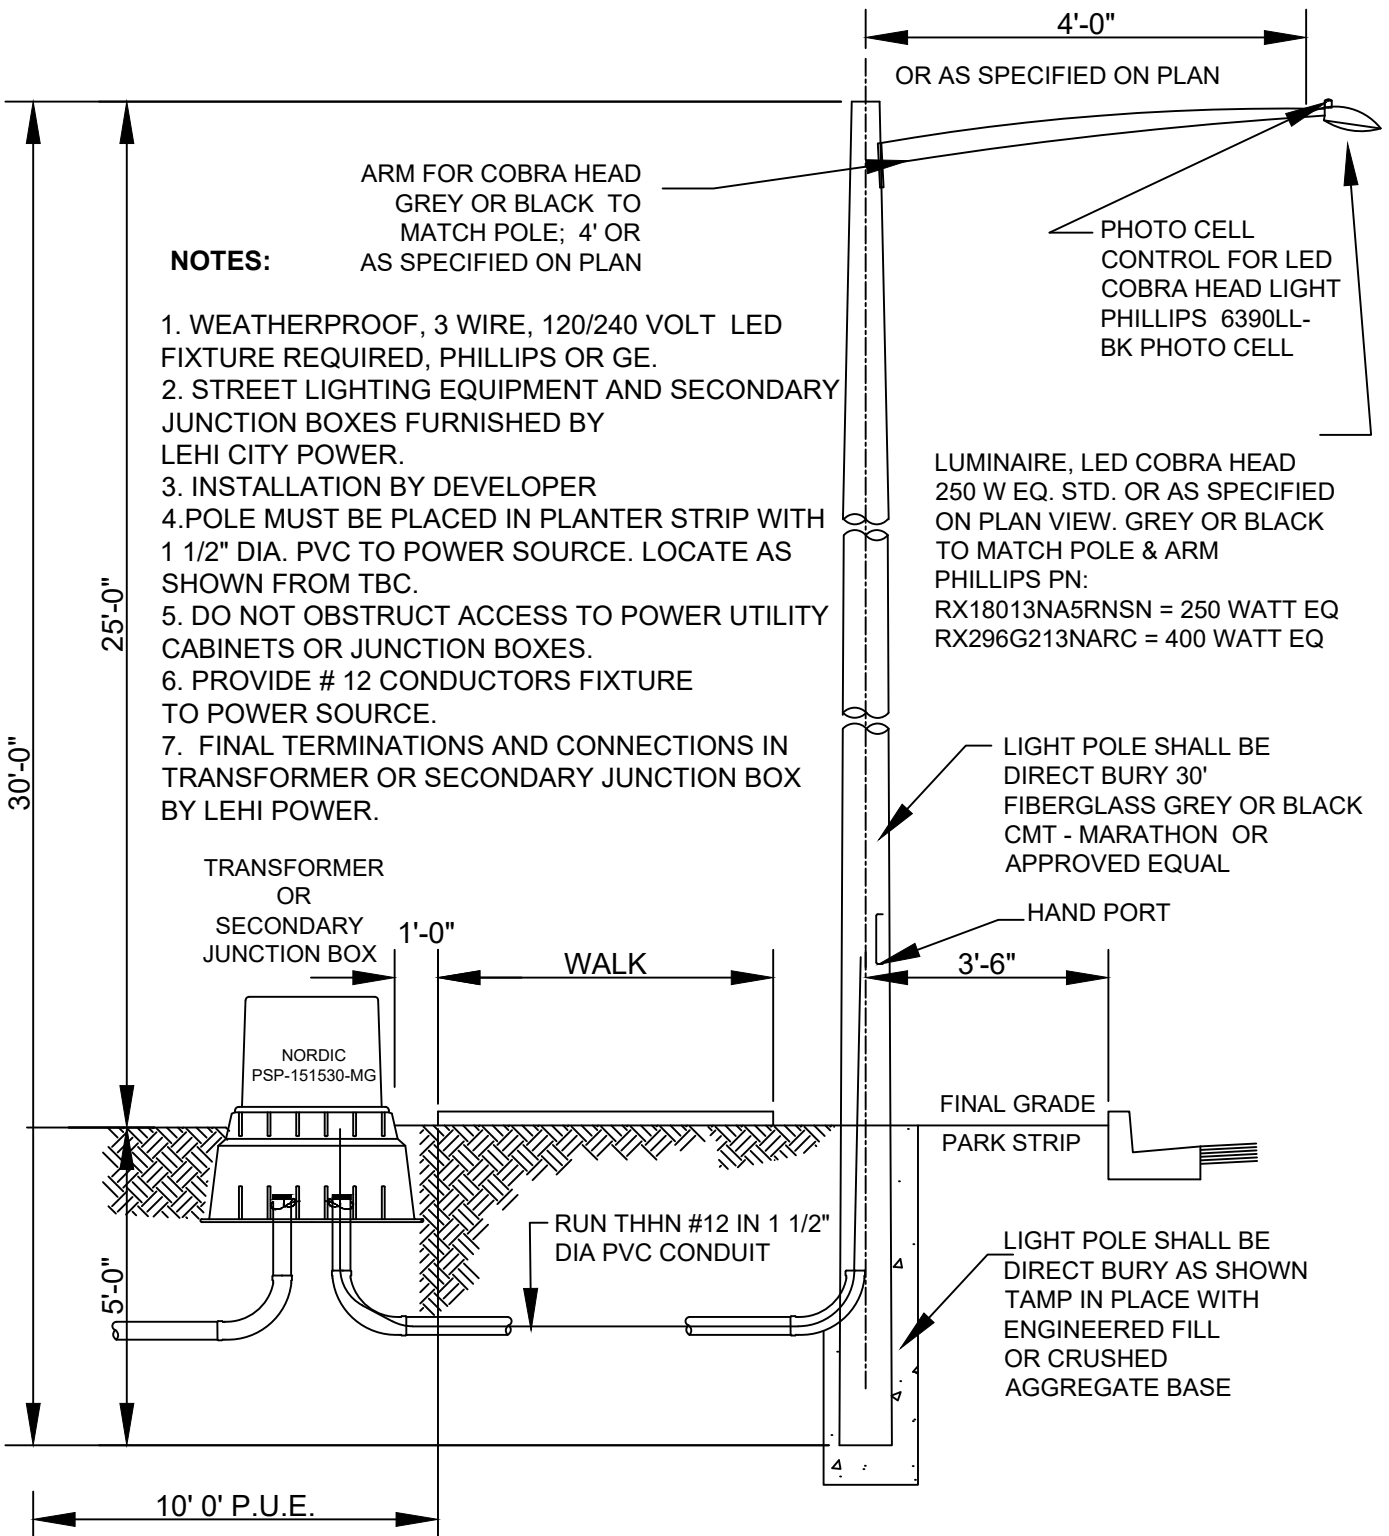 4'-0"
OR AS SPECIFIED ON PLAN
ARM FOR COBRA HEAD
GREY OR BLACK TO
MATCH POLE; 4' OR
AS SPECIFIED ON PLAN
PHOTO CELL
CONTROL FOR LED
COBRA HEAD LIGHT
PHILLIPS 6390LL-
BK PHOTO CELL
NOTES:
1. WEATHERPROOF, 3 WIRE, 120/240 VOLT LED
FIXTURE REQUIRED, PHILLIPS OR GE.
2. STREET LIGHTING EQUIPMENT AND SECONDARY
JUNCTION BOXES FURNISHED BY
LEHI CITY POWER.
3. INSTALLATION BY DEVELOPER
4.POLE MUST BE PLACED IN PLANTER STRIP WITH
1 1/2" DIA. PVC TO POWER SOURCE. LOCATE AS
SHOWN FROM TBC.
5. DO NOT OBSTRUCT ACCESS TO POWER UTILITY
CABINETS OR JUNCTION BOXES.
6. PROVIDE # 12 CONDUCTORS FIXTURE
TO POWER SOURCE.
7. FINAL TERMINATIONS AND CONNECTIONS IN
TRANSFORMER OR SECONDARY JUNCTION BOX
BY LEHI POWER.
LUMINAIRE, LED COBRA HEAD
250 W EQ. STD. OR AS SPECIFIED
ON PLAN VIEW. GREY OR BLACK
TO MATCH POLE & ARM
PHILLIPS PN:
RX18013NA5RNSN = 250 WATT EQ
RX296G213NARC = 400 WATT EQ
25'-0"
30'-0"
LIGHT POLE SHALL BE
DIRECT BURY 30'
FIBERGLASS GREY OR BLACK
CMT - MARATHON OR
APPROVED EQUAL
HAND PORT
TRANSFORMER
OR
SECONDARY
JUNCTION BOX
1'-0"
WALK
3'-6"
NORDIC
PSP-151530-MG
FINAL GRADE
PARK STRIP
RUN THHN #12 IN 1 1/2"
DIA PVC CONDUIT
5'-0"
LIGHT POLE SHALL BE
DIRECT BURY AS SHOWN
TAMP IN PLACE WITH
ENGINEERED FILL
OR CRUSHED
AGGREGATE BASE
10' 0' P.U.E.